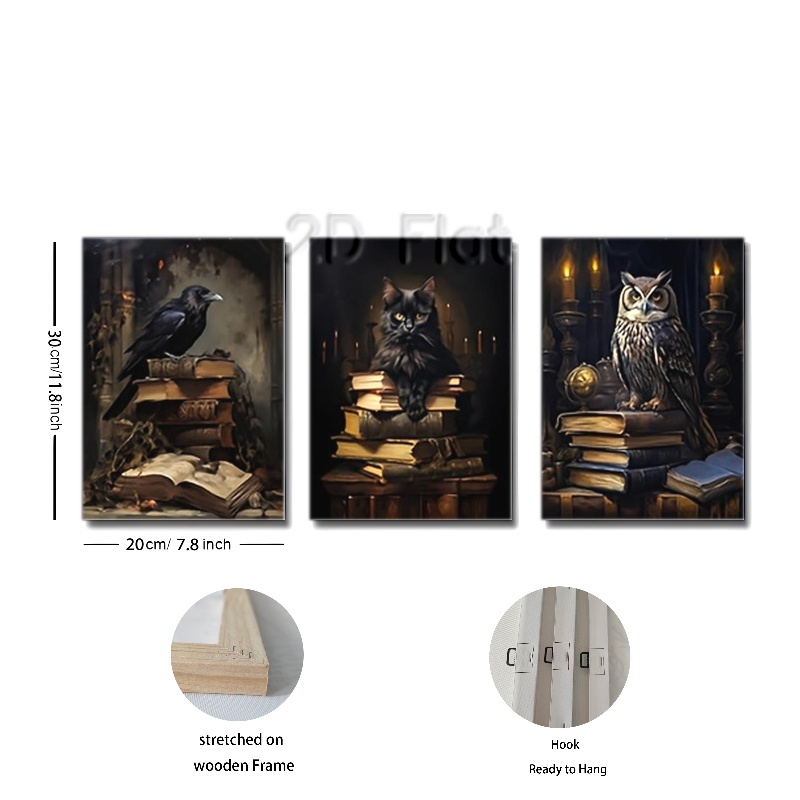 2D Flat
30cm/11.8inch
20cm/ 7.8 inch
stretched on
wooden Frame
Hook
Ready to Hang